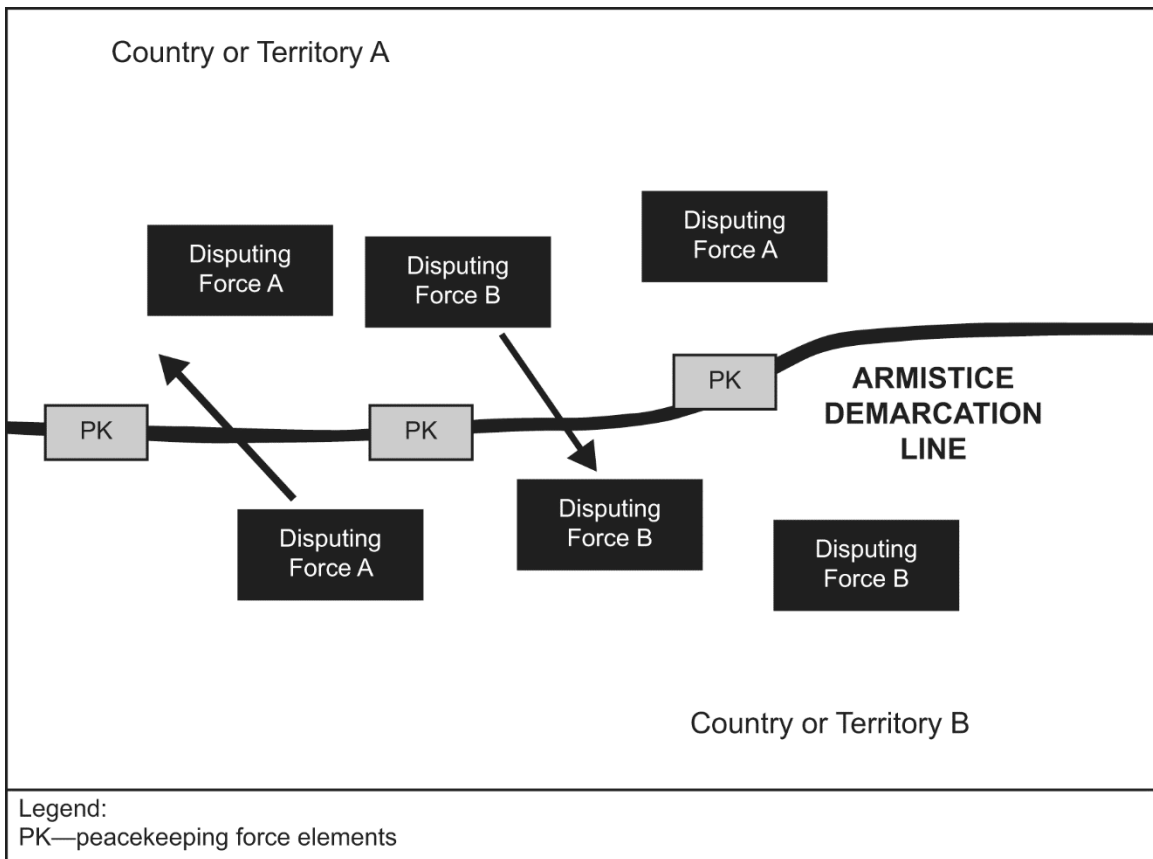 Country or Territory A
Disputing
Force A
Disputing
Force B
Disputing
Force A
PK
PK
PK
ARMISTICE
DEMARCATION
LINE
Disputing
Force A
Disputing
Force B
Disputing
Force B
Country or Territory B
Legend:
PK—peacekeeping force elements